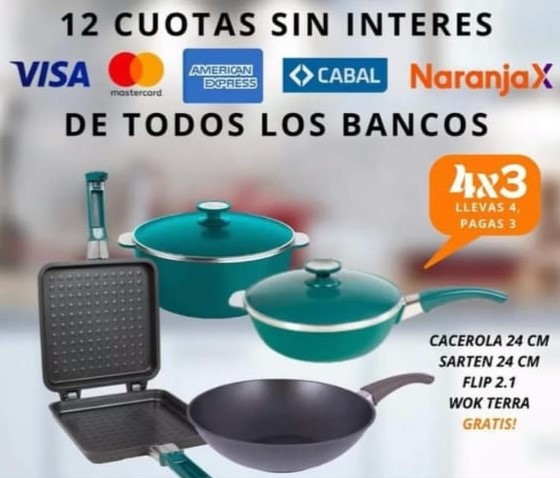 12 CUOTAS SIN INTERES
VISA mastercard AMERICAN EXPRESS CABAL NaranjaX
DE TODOS LOS BANCOS
4x3
LLEVAS 4,
PAGAS 3
CACEROLA 24 CM
SARTEN 24 CM
FLIP 2.1
WOK TERRA
GRATIS!